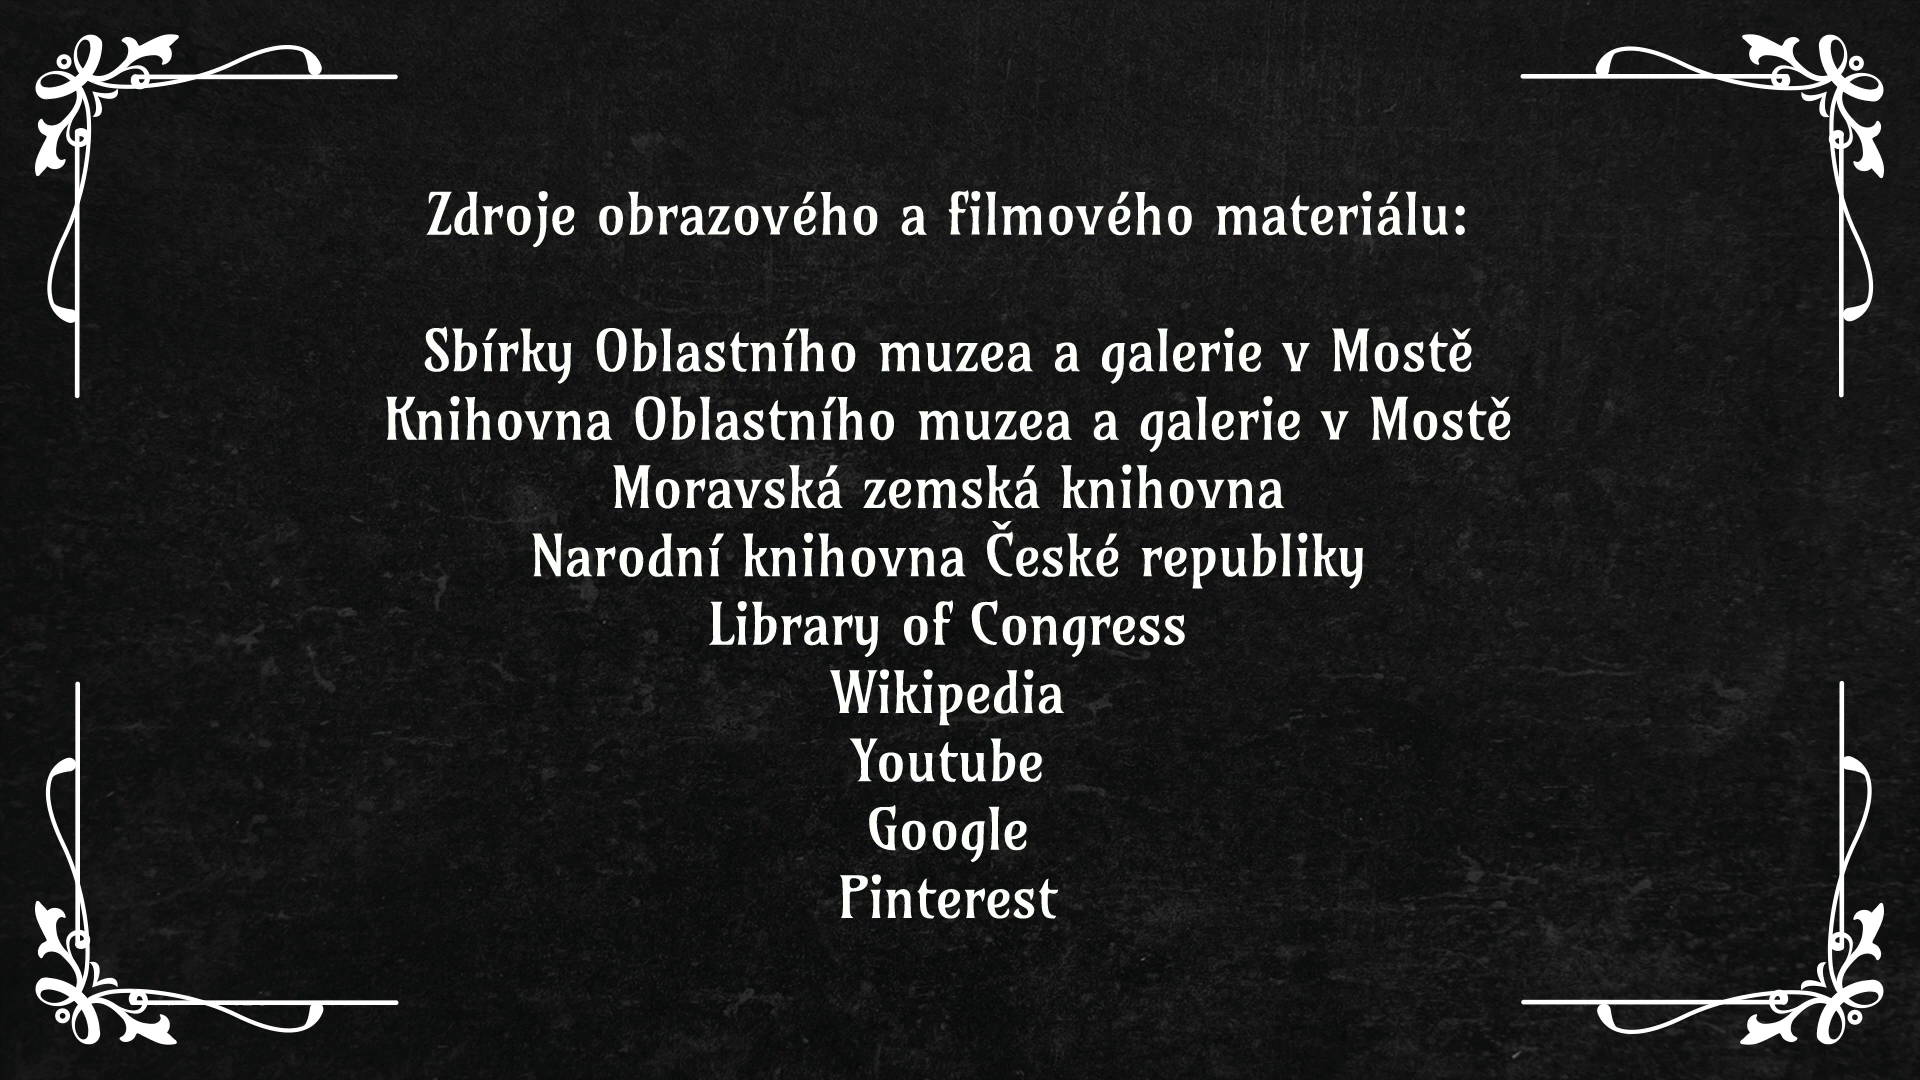 Zdroje obrazového a filmového materiálu:
Sbírky Oblastního muzea a galerie v Mostě
Knihovna Oblastního muzea a galerie v Mostě
Moravská zemská knihovna
Narodní knihovna České republiky
Library of Congress
Wikipedia
Youtube
Google
Pinterest